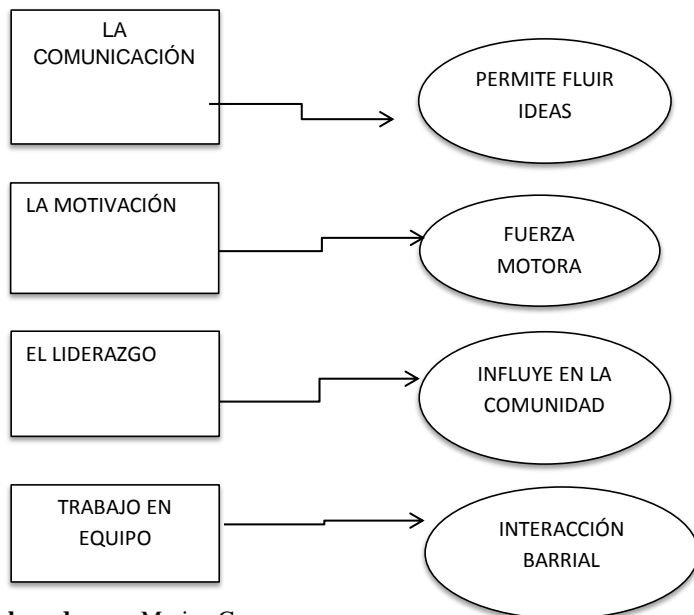 LA
COMUNICACIÓN
PERMITE FLUIR
IDEAS
LA MOTIVACIÓN
FUERZA
MOTORA
EL LIDERAZGO
INFLUYE EN LA
COMUNIDAD
TRABAJO EN
EQUIPO
INTERACCIÓN
BARRIAL